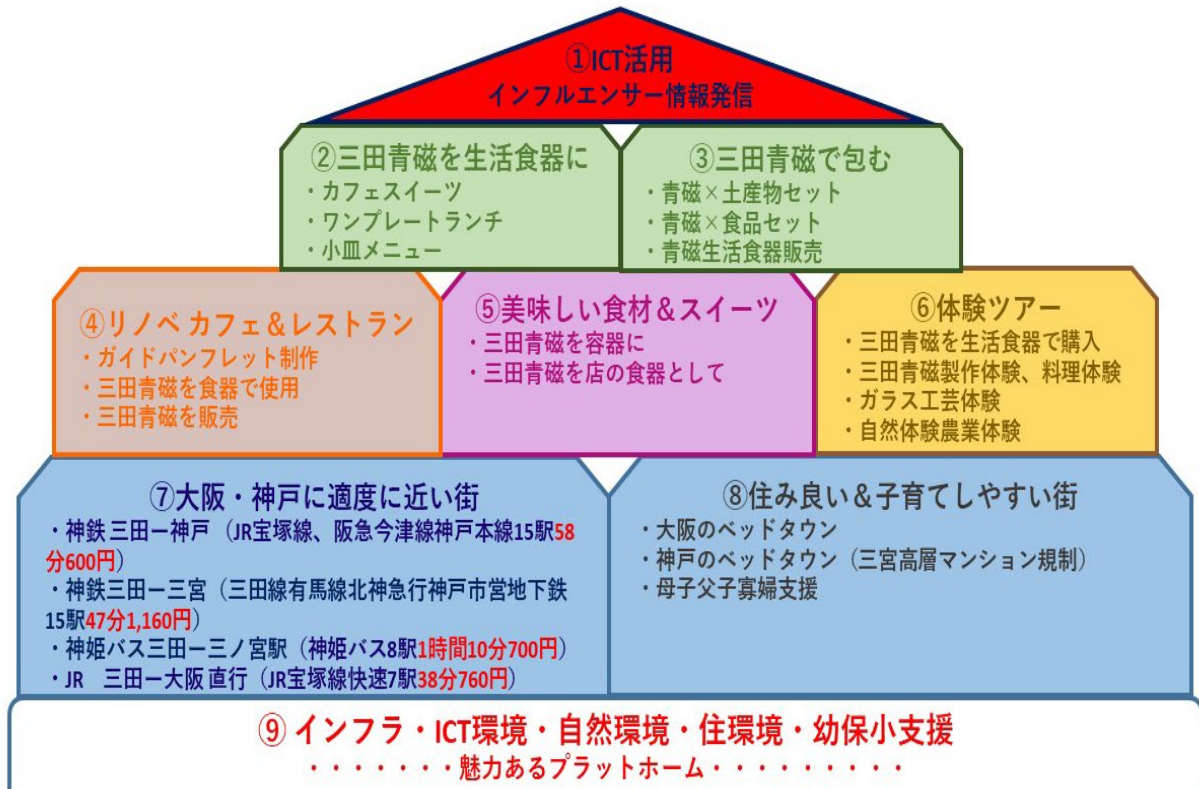 ①ICT活用
インフルエンサー情報発信
②三田青磁を生活食器に
・カフェスイーツ
・ワンプレートランチ
・小皿メニュー
③三田青磁で包む
・青磁×土産物セット
・青磁×食品セット
・青磁生活食器販売
④リノベ カフェ＆レストラン
・ガイドパンフレット制作
・三田青磁を食器で使用
・三田青磁を販売
⑤美味しい食材＆スイーツ
・三田青磁を容器に
・三田青磁を店の食器として
⑥体験ツアー
・三田青磁を生活食器で購入
・三田青磁製作体験、料理体験
・ガラス工芸体験
・自然体験農業体験
⑦大阪・神戸に適度に近い街
・神鉄 三田ー神戸（JR宝塚線、阪急今津線神戸本線15駅58
分600円）
・神鉄三田ー三宮（三田線有馬線北神急行神戸市営地下鉄
15駅47分1,160円）
・神姫バス三田ー三ノ宮駅（神姫バス8駅1時間10分700円）
・JR　三田ー大阪 直行（JR宝塚線快速7駅38分760円）
⑧住み良い＆子育てしやすい街
・大阪のベッドタウン
・神戸のベッドタウン（三宮高層マンション規制）
・母子父子寡婦支援
⑨ インフラ・ICT環境・自然環境・住環境・幼保小支援
・・・・・・・魅力あるプラットホーム・・・・・・・・・